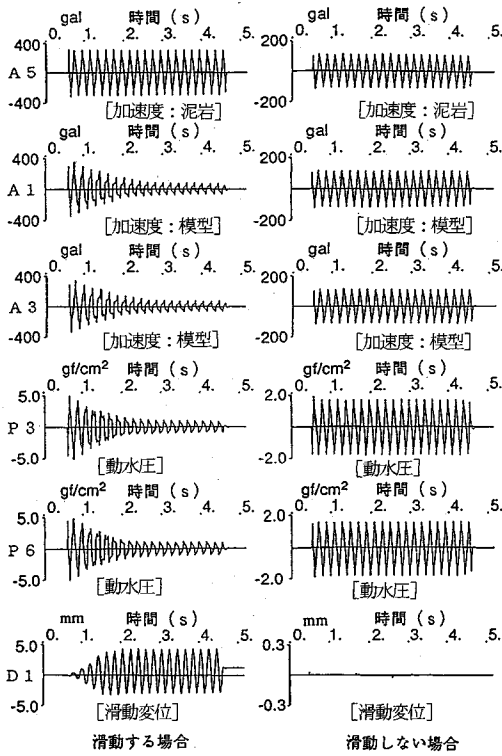 gal 時間 ( s )
0. .1. .2. .3. .4. .5.
400
A 5
-400
[加速度：泥岩]
gal 時間 ( s )
0. .1. .2. .3. .4. .5.
200
-200
[加速度：泥岩]
gal 時間 ( s )
0. .1. .2. .3. .4. .5.
400
A 1
-400
[加速度：模型]
gal 時間 ( s )
0. .1. .2. .3. .4. .5.
200
-200
[加速度：模型]
gal 時間 ( s )
0. .1. .2. .3. .4. .5.
400
A 3
-400
[加速度：模型]
gal 時間 ( s )
0. .1. .2. .3. .4. .5.
200
-200
[加速度：模型]
gf/cm² 時間 ( s )
0. .1. .2. .3. .4. .5.
5.0
P 3
-5.0
[動水圧]
gf/cm² 時間 ( s )
0. .1. .2. .3. .4. .5.
2.0
-2.0
[動水圧]
gf/cm² 時間 ( s )
0. .1. .2. .3. .4. .5.
5.0
P 6
-5.0
[動水圧]
gf/cm² 時間 ( s )
0. .1. .2. .3. .4. .5.
2.0
-2.0
[動水圧]
mm 時間 ( s )
0. .1. .2. .3. .4. .5.
5.0
D 1
-5.0
[滑動変位]
mm 時間 ( s )
0. .1. .2. .3. .4. .5.
0.3
-0.3
[滑動変位]
滑動する場合
滑動しない場合